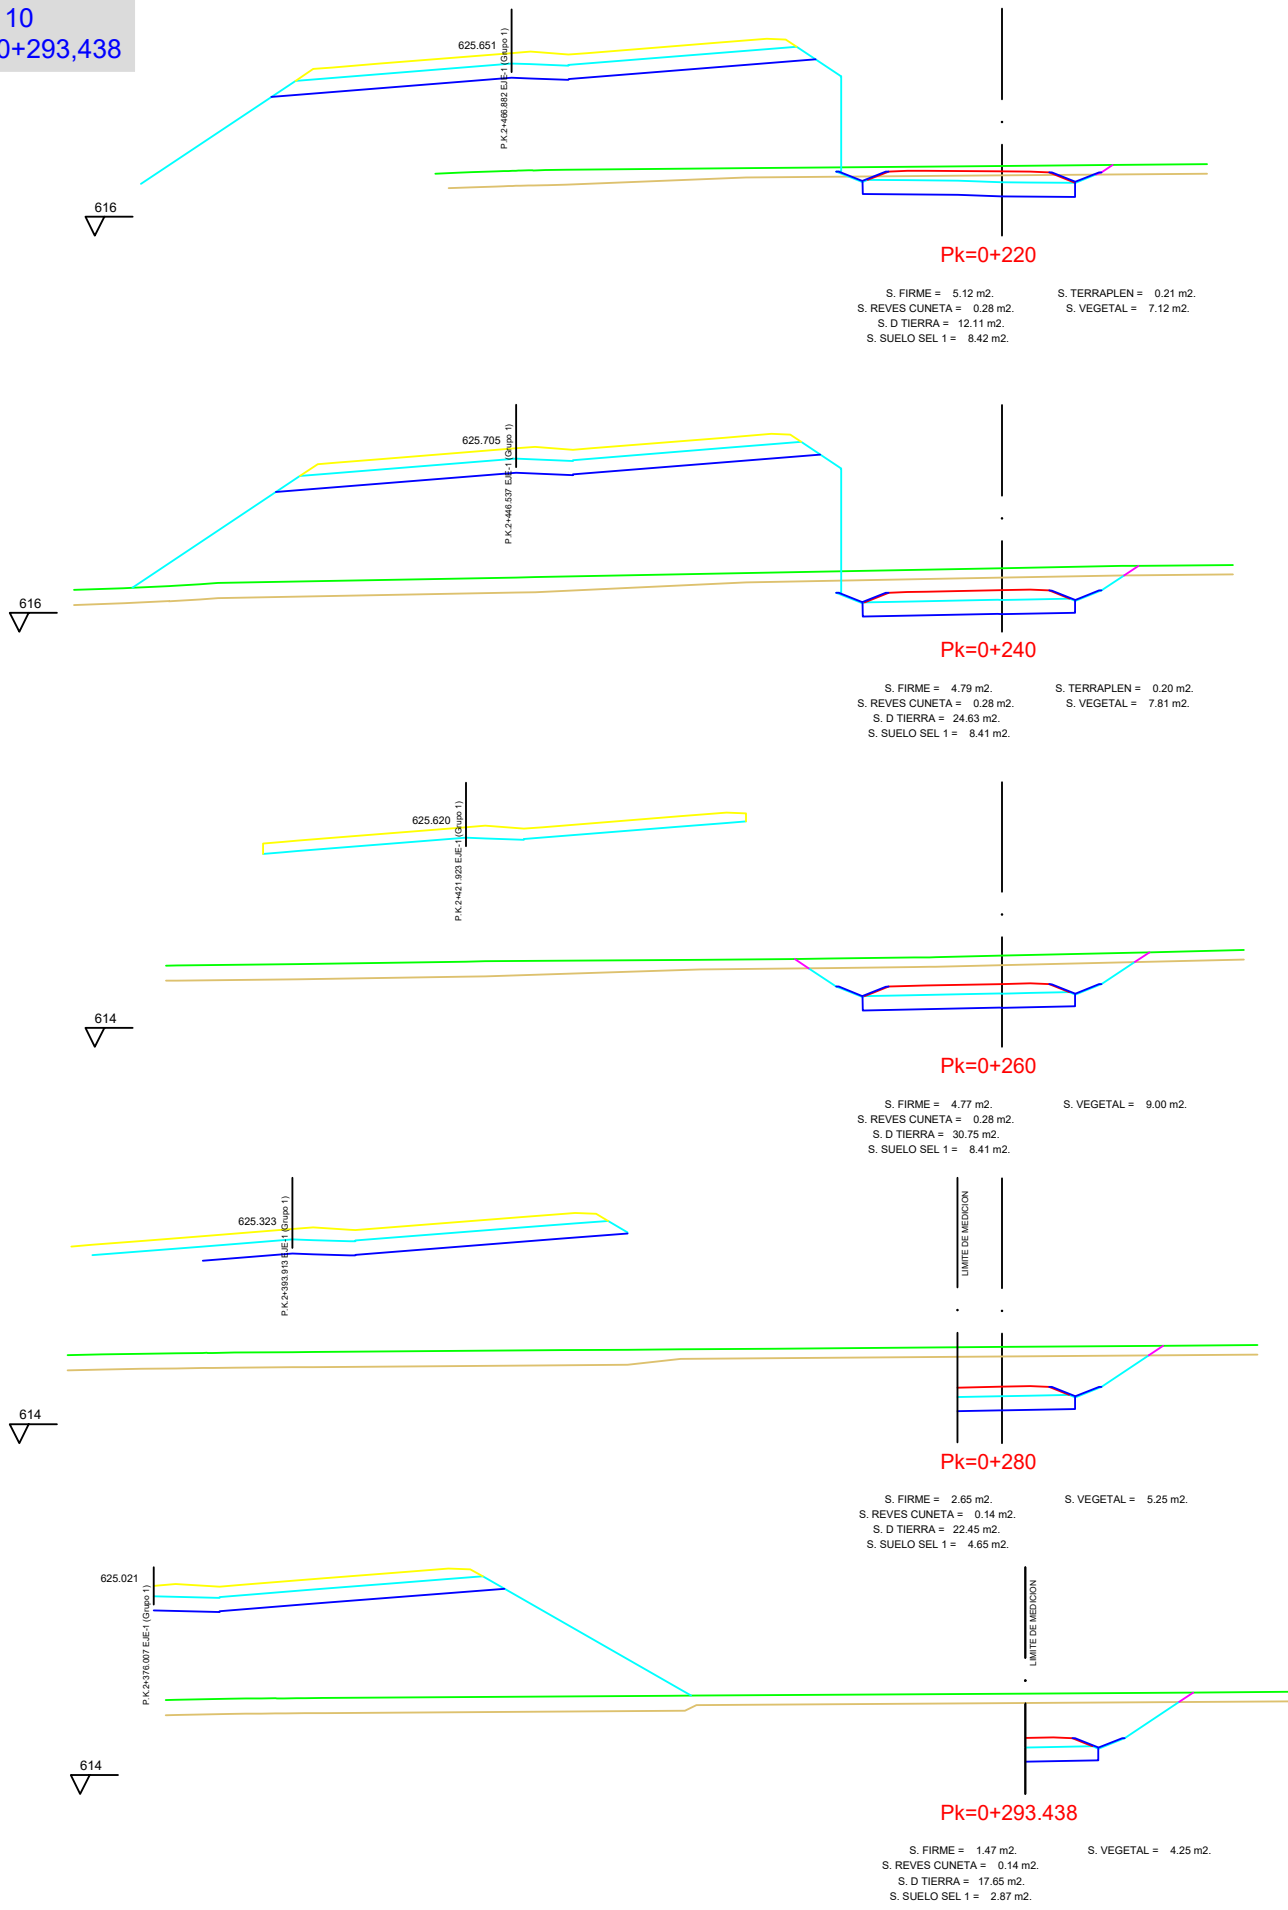 10
0+293,438
625.651
P.K.2+466.882 EJE-1 (Grupo 1)
616
Pk=0+220
S. FIRME = 5.12 m2.
S. TERRAPLEN = 0.21 m2.
S. REVES CUNETA = 0.28 m2.
S. VEGETAL = 7.12 m2.
S. D TIERRA = 12.11 m2.
S. SUELO SEL 1 = 8.42 m2.
625.705
P.K.2+446.537 EJE-1 (Grupo 1)
616
Pk=0+240
S. FIRME = 4.79 m2.
S. TERRAPLEN = 0.20 m2.
S. REVES CUNETA = 0.28 m2.
S. VEGETAL = 7.81 m2.
S. D TIERRA = 24.63 m2.
S. SUELO SEL 1 = 8.41 m2.
625.620
P.K.2+421.923 EJE-1 (Grupo 1)
614
Pk=0+260
S. FIRME = 4.77 m2.
S. VEGETAL = 9.00 m2.
S. REVES CUNETA = 0.28 m2.
S. D TIERRA = 30.75 m2.
S. SUELO SEL 1 = 8.41 m2.
625.323
P.K.2+393.913 EJE-1 (Grupo 1)
LIMITE DE MEDICION
614
Pk=0+280
S. FIRME = 2.65 m2.
S. VEGETAL = 5.25 m2.
S. REVES CUNETA = 0.14 m2.
S. D TIERRA = 22.45 m2.
S. SUELO SEL 1 = 4.65 m2.
625.021
P.K.2+376.007 EJE-1 (Grupo 1)
LIMITE DE MEDICION
614
Pk=0+293.438
S. FIRME = 1.47 m2.
S. VEGETAL = 4.25 m2.
S. REVES CUNETA = 0.14 m2.
S. D TIERRA = 17.65 m2.
S. SUELO SEL 1 = 2.87 m2.